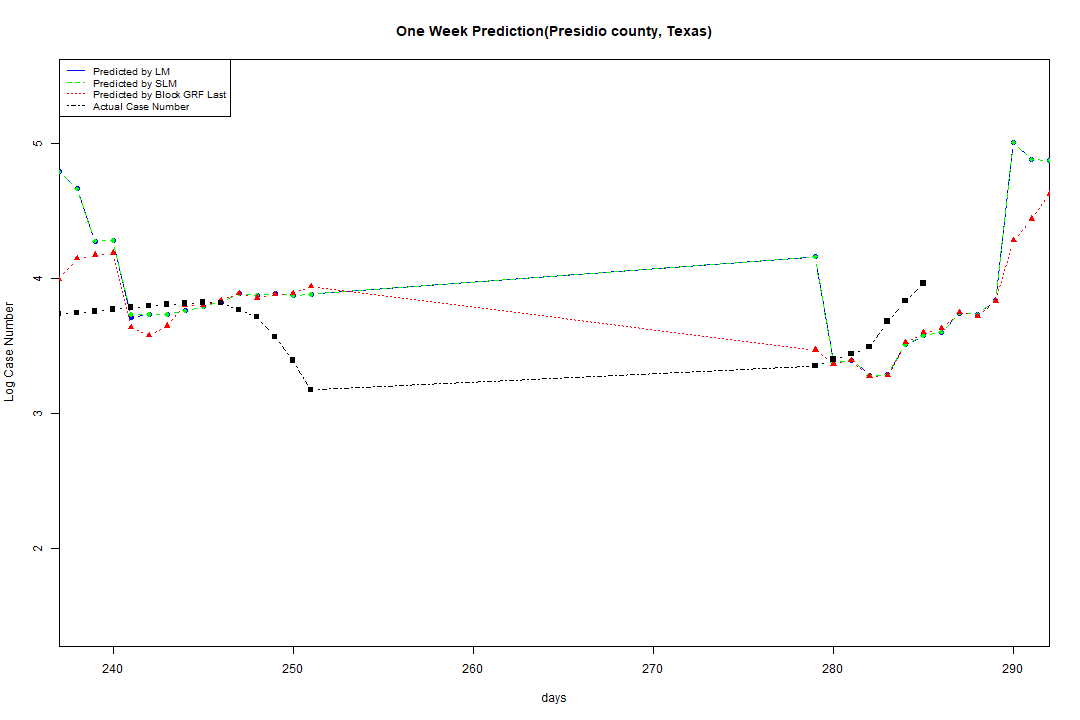 One Week Prediction(Presidio county, Texas)
Predicted by LM
Predicted by SLM
Predicted by Block GRF Last
Actual Case Number
5
4
3
2
Log Case Number
240 250 260 270 280 290
days